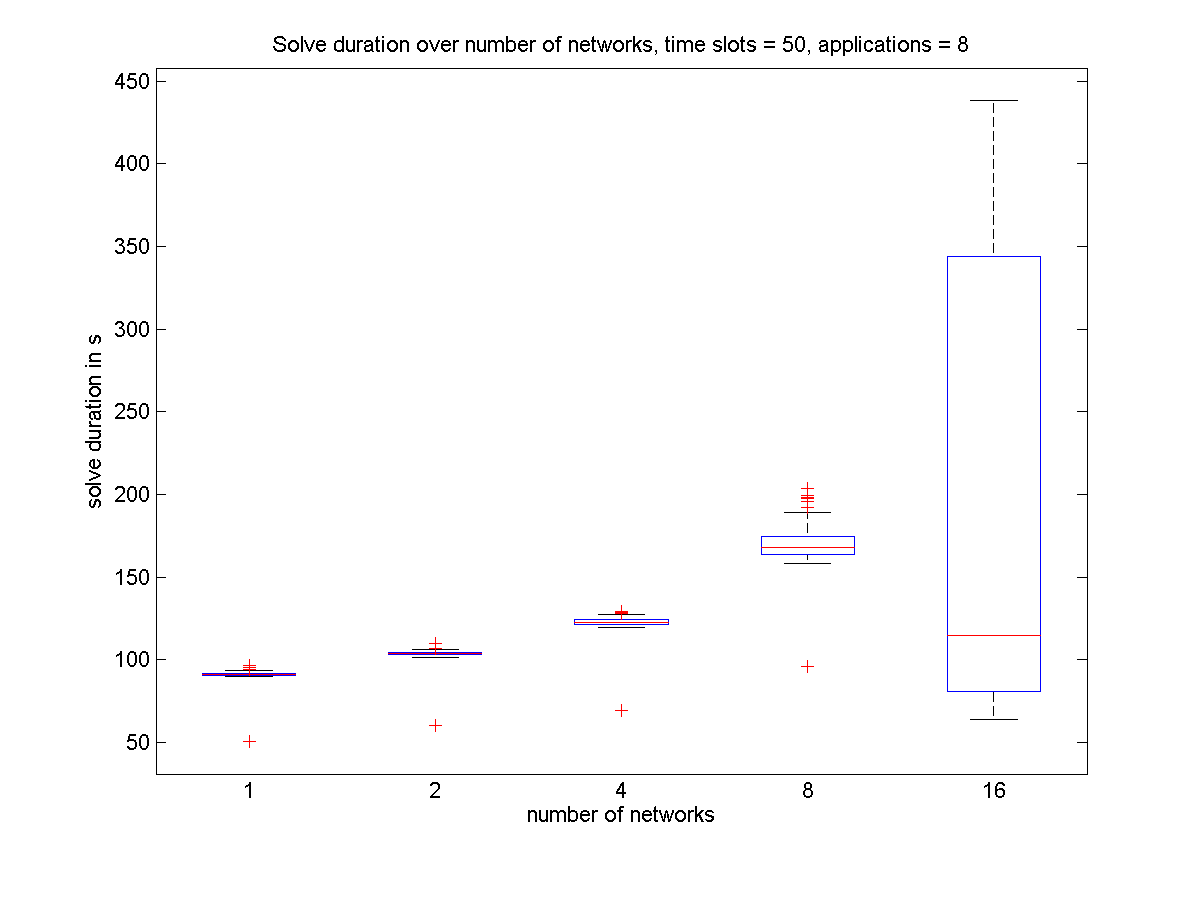 Solve duration over number of networks, time slots = 50, applications = 8
450
400
350
300
250
200
150
100
50
solve duration in s
1 2 4 8 16
number of networks